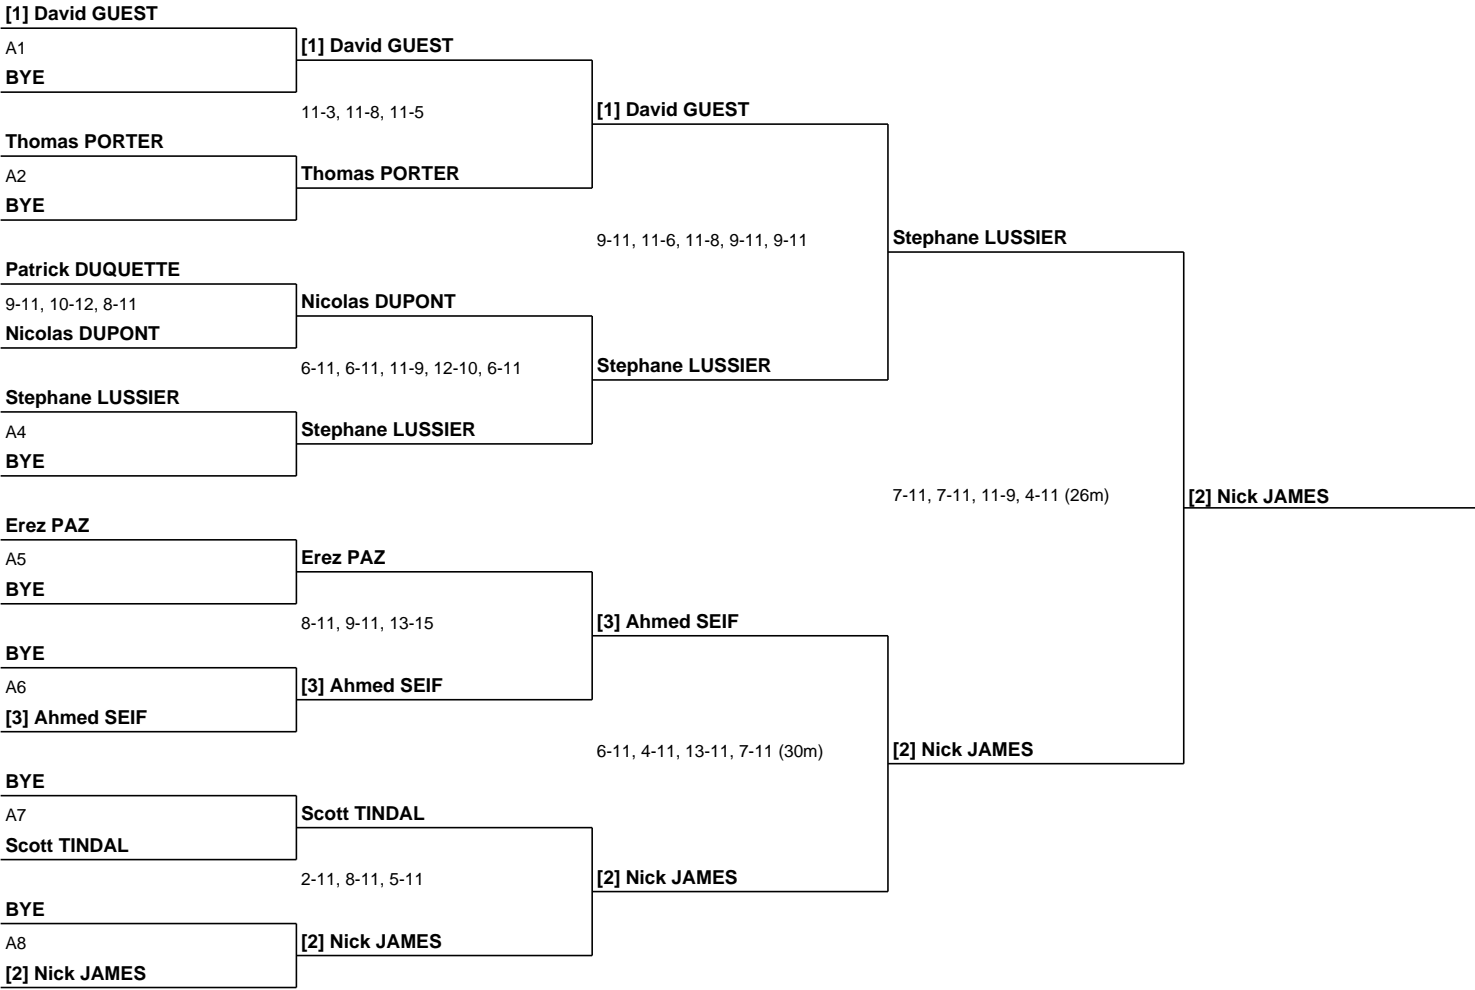 [1] David GUEST
A1
BYE
Thomas PORTER
A2
BYE
Patrick DUQUETTE
9-11, 10-12, 8-11
Nicolas DUPONT
Stephane LUSSIER
A4
BYE
Erez PAZ
A5
BYE
BYE
A6
[3] Ahmed SEIF
BYE
A7
Scott TINDAL
BYE
A8
[2] Nick JAMES
[1] David GUEST
11-3, 11-8, 11-5
Thomas PORTER
Nicolas DUPONT
6-11, 6-11, 11-9, 12-10, 6-11
Stephane LUSSIER
Erez PAZ
8-11, 9-11, 13-15
[3] Ahmed SEIF
Scott TINDAL
2-11, 8-11, 5-11
[2] Nick JAMES
[1] David GUEST
9-11, 11-6, 11-8, 9-11, 9-11
Stephane LUSSIER
[3] Ahmed SEIF
6-11, 4-11, 13-11, 7-11 (30m)
[2] Nick JAMES
Stephane LUSSIER
7-11, 7-11, 11-9, 4-11 (26m)
[2] Nick JAMES
[2] Nick JAMES